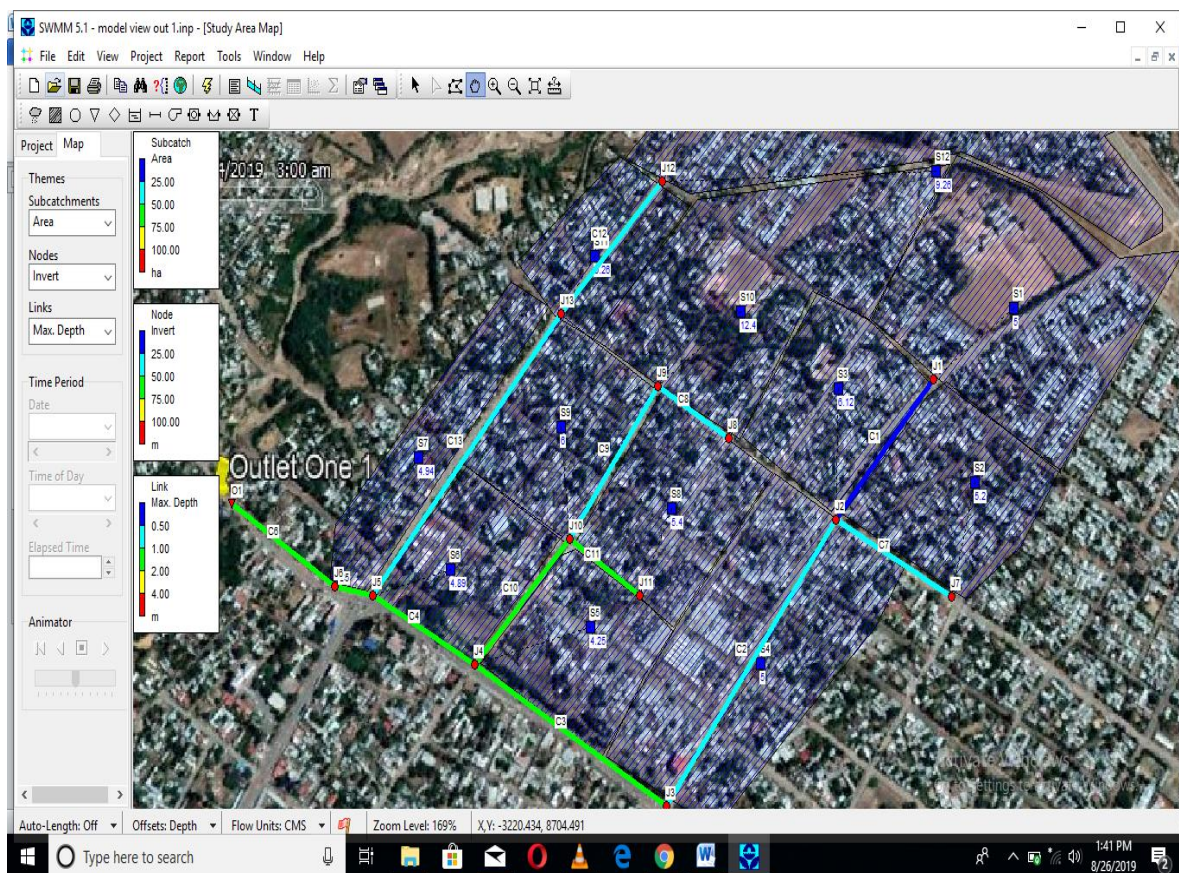 SWMM 5.1 - model view out 1.inp - [Study Area Map]
File Edit View Project Report Tools Window Help
T
Project Map
Themes
Subcatchments
Area
Nodes
Invert
Links
Max. Depth
Time Period
Date
Time of Day
Elapsed Time
Animator
Subcatch
Area
25.00
50.00
75.00
100.00
ha
Node
Invert
25.00
50.00
75.00
100.00
m
Link
Max. Depth
0.50
1.00
2.00
4.00
m
/2019 3:00 am
J12
S12
9.26
C12
S11
J13
S10
12.4
S1
5
J9
C8
S3
J1
J8
C1
S9
6
C9
C13
S7
4.94
Outlet One 1
O1
S8
5.4
S2
5.2
J2
C7
C6
J10
C11
S6
4.89
J6
J5
J11
J7
C10
C4
S5
4.25
J4
C2
S4
5
C3
J3
Auto-Length: Off Offsets: Depth Flow Units: CMS Zoom Level: 169% X,Y: -3220.434, 8704.491
Type here to search
1:41 PM
8/26/2019
2